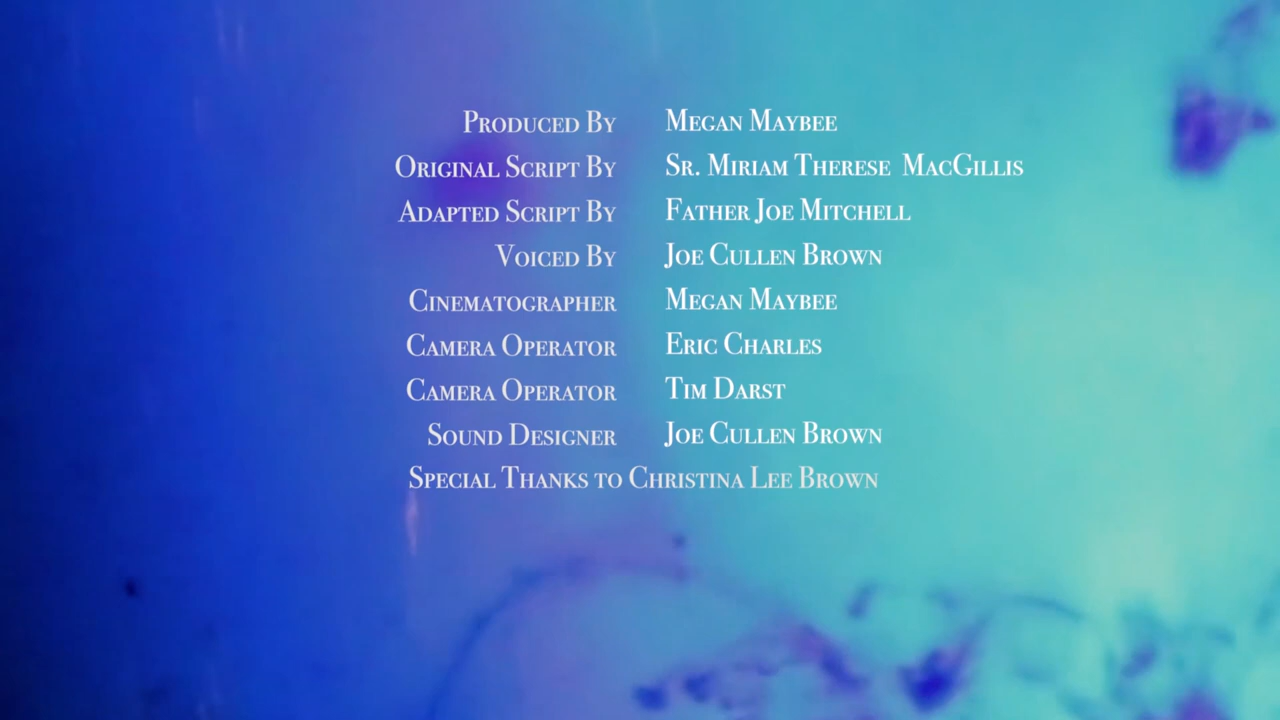 Produced By Megan Maybee
Original Script By Sr. Miriam Therese MacGillis
Adapted Script By Father Joe Mitchell
Voiced By Joe Cullen Brown
Cinematographer Megan Maybee
Camera Operator Eric Charles
Camera Operator Tim Darst
Sound Designer Joe Cullen Brown
Special Thanks to Christina Lee Brown